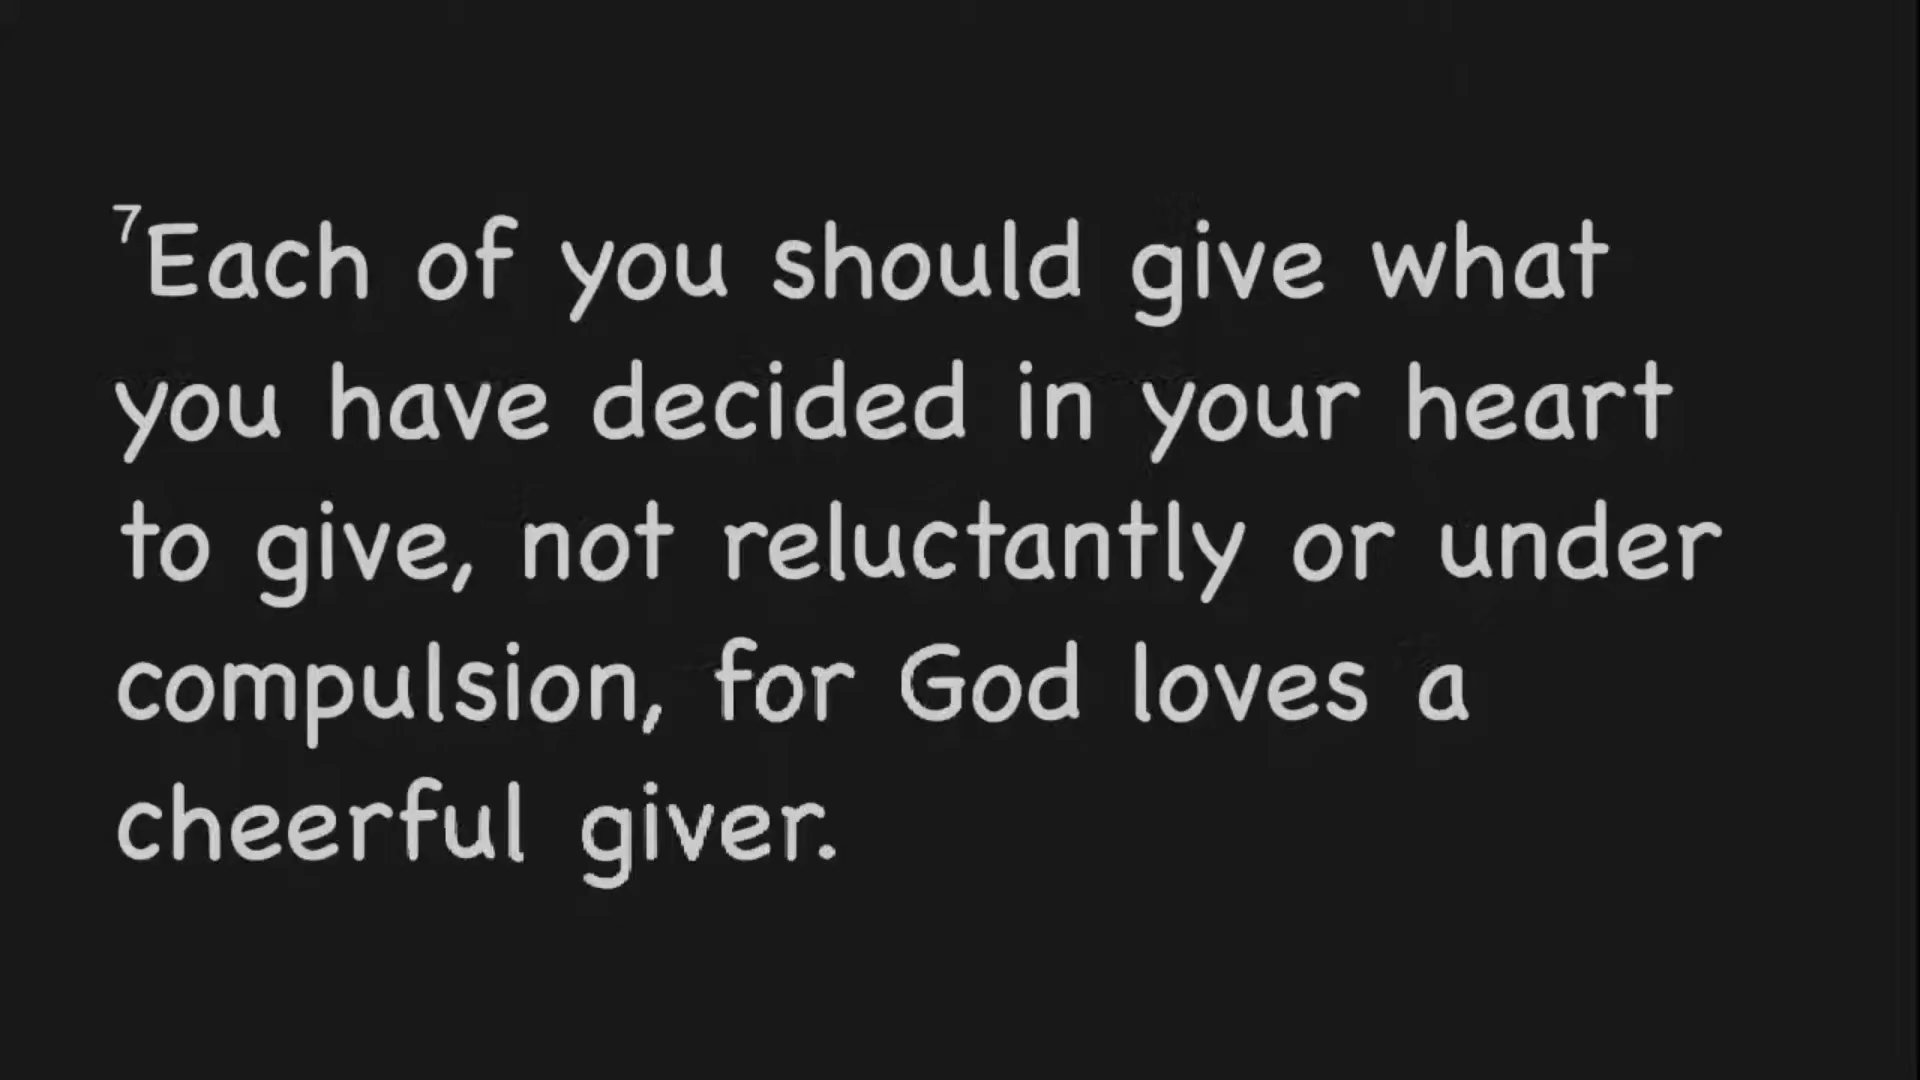 7Each of you should give what
you have decided in your heart
to give, not reluctantly or under
compulsion, for God loves a
cheerful giver.